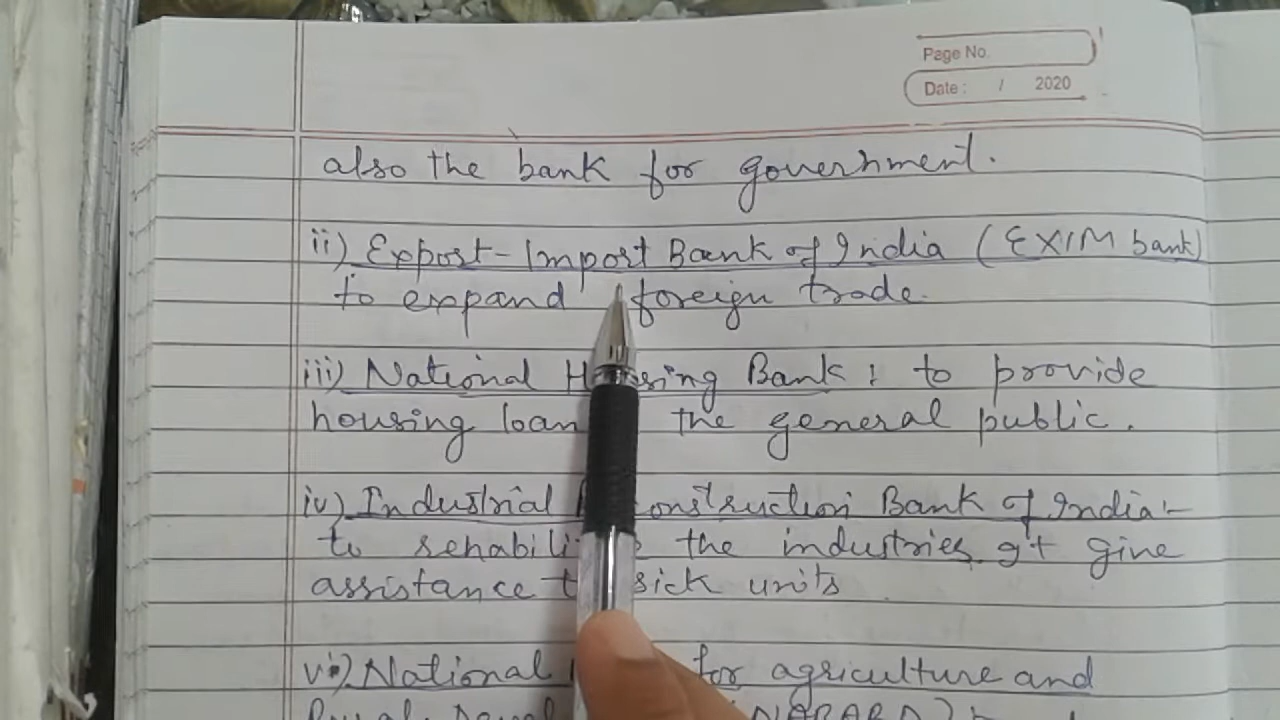 Page No.
Date : / 2020
also the bank for government.
ii) Export-Import Bank of India (EXIM bank)
to expand foreign trade.
iii) National Housing Bank : to provide
housing loan the general public.
iv) Industrial Reconstruction Bank of India :-
to the industries. It give
assistance sick units
National for agriculture and
(NABARD)